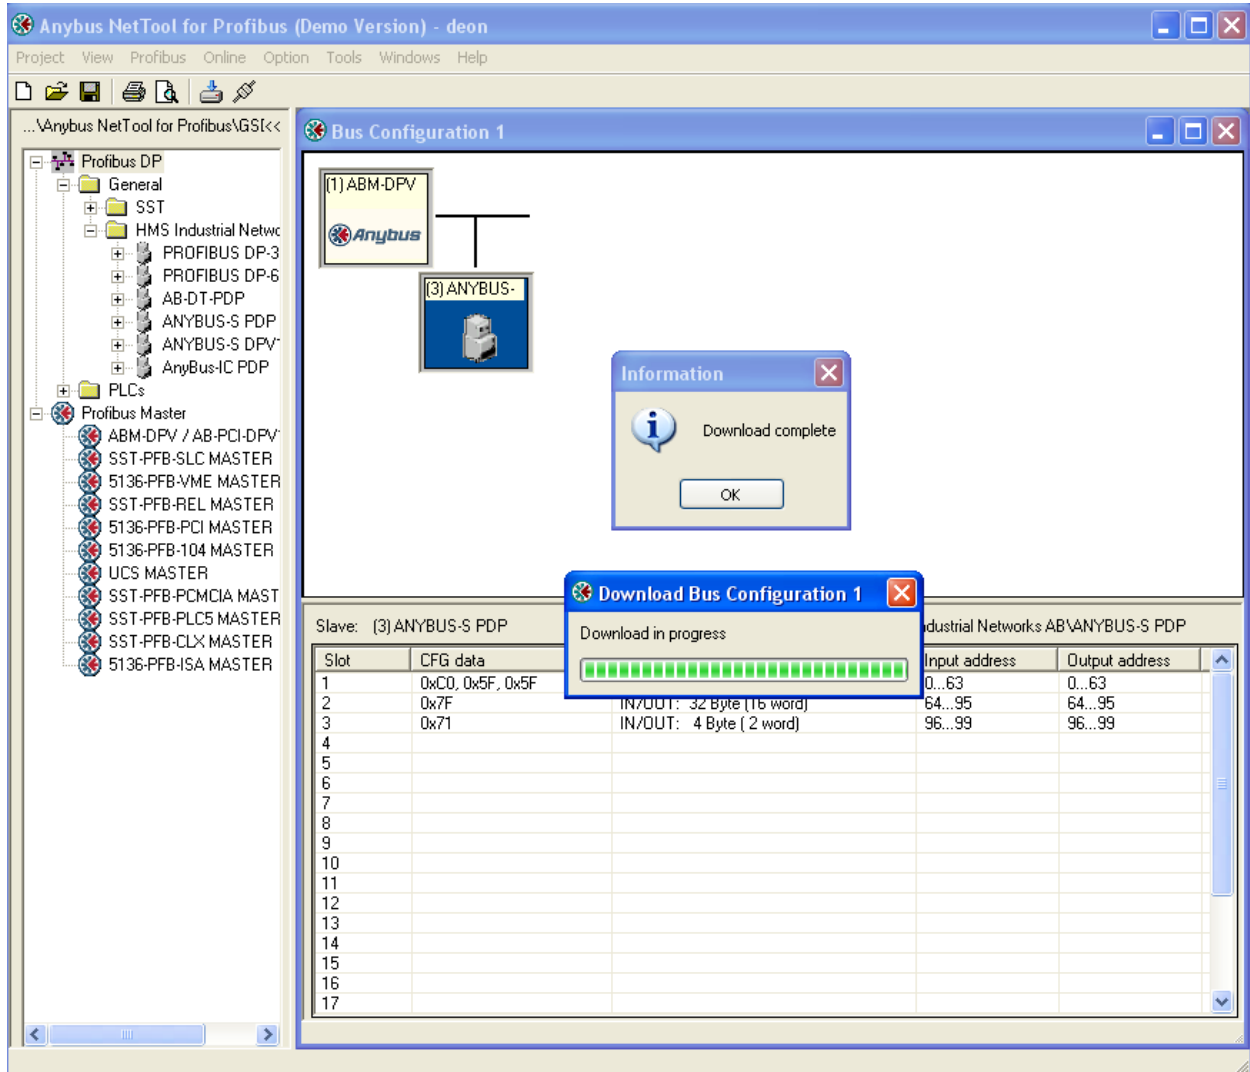 Anybus NetTool for Profibus (Demo Version) - deon
Project View Profibus Online Option Tools Windows Help
...\Anybus NetTool for Profibus\GS[<<
Profibus DP
General
SST
HMS Industrial Netwo
PROFIBUS DP-3
PROFIBUS DP-6
AB-DT-PDP
ANYBUS-S PDP
ANYBUS-S DPV
AnyBus-IC PDP
PLCs
Profibus Master
ABM-DPV / AB-PCI-DPV
SST-PFB-SLC MASTER
5136-PFB-VME MASTER
SST-PFB-REL MASTER
5136-PFB-PCI MASTER
5136-PFB-104 MASTER
UCS MASTER
SST-PFB-PCMCIA MAST
SST-PFB-PLC5 MASTER
SST-PFB-CLX MASTER
5136-PFB-ISA MASTER
Bus Configuration 1
(1) ABM-DPV
Anybus
(3) ANYBUS-
Information
Download complete
OK
Download Bus Configuration 1
Download in progress
Slave: (3) ANYBUS-S PDP
dustrial Networks AB\ANYBUS-S PDP
Slot CFG data Input address Output address
1 0xC0, 0x5F, 0x5F 0...63 0...63
2 0x7F IN/OUT: 32 Byte (16 word) 64...95 64...95
3 0x71 IN/OUT: 4 Byte ( 2 word) 96...99 96...99
4
5
6
7
8
9
10
11
12
13
14
15
16
17